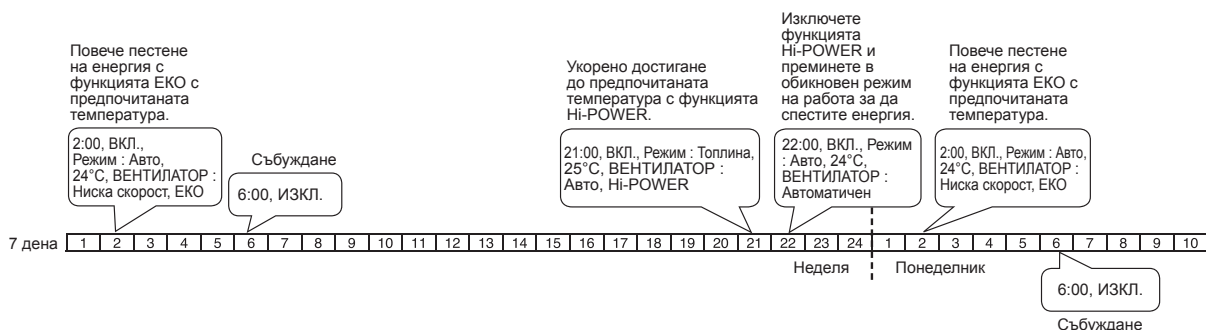 Повече пестене
на енергия с
функцията ЕКО с
предпочитаната
температура.
2:00, ВКЛ.,
Режим : Авто,
24°C, ВЕНТИЛАТОР :
Ниска скорост, ЕКО
Събуждане
6:00, ИЗКЛ.
Укорено достигане
до предпочитаната
температура с функцията
Hi-POWER.
21:00, ВКЛ., Режим : Топлина,
25°C, ВЕНТИЛАТОР :
Авто, Hi-POWER
Изключете
функцията
Hi-POWER и
преминете в
обикновен режим
на работа за да
спестите енергия.
22:00, ВКЛ., Режим
: Авто, 24°C,
ВЕНТИЛАТОР :
Автоматичен
Повече пестене
на енергия с
функцията ЕКО с
предпочитаната
температура.
2:00, ВКЛ., Режим : Авто,
24°C, ВЕНТИЛАТОР :
Ниска скорост, ЕКО
7 дена 1 2 3 4 5 6 7 8 9 10 11 12 13 14 15 16 17 18 19 20 21 22 23 24 1 2 3 4 5 6 7 8 9 10
Неделя Понеделник
6:00, ИЗКЛ.
Събуждане